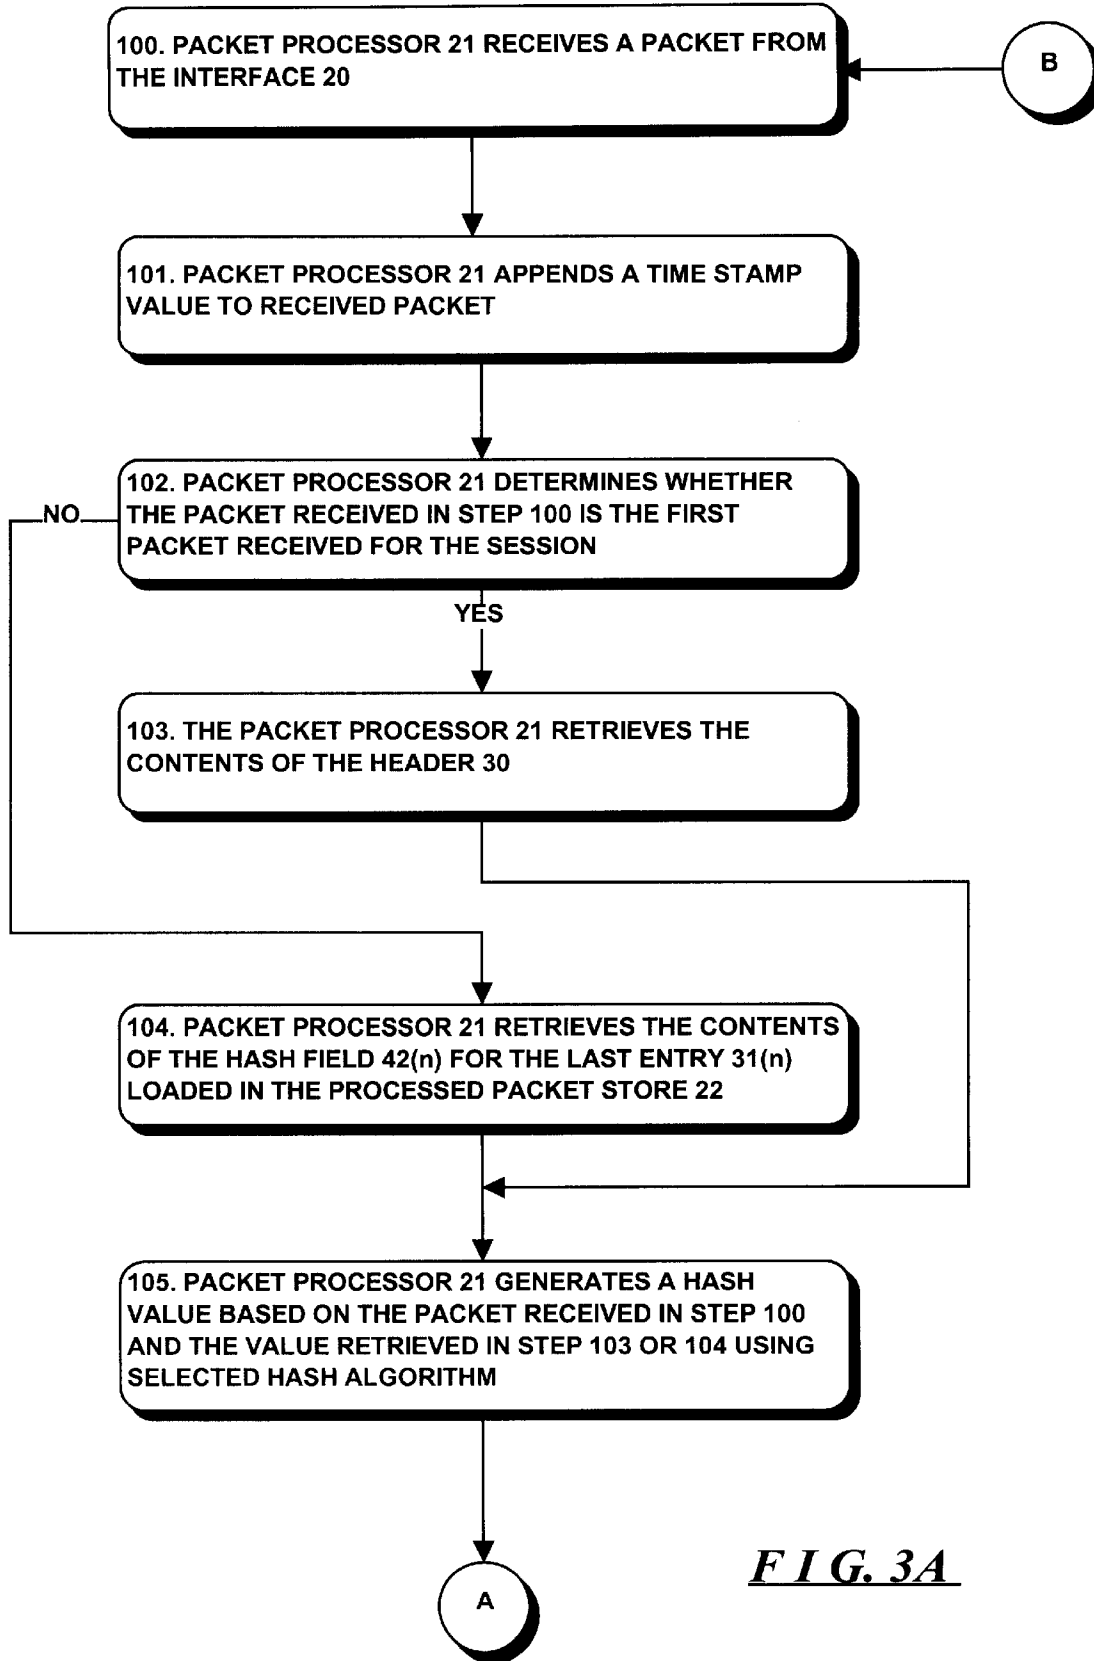 100. PACKET PROCESSOR 21 RECEIVES A PACKET FROM
THE INTERFACE 20
B
101. PACKET PROCESSOR 21 APPENDS A TIME STAMP
VALUE TO RECEIVED PACKET
102. PACKET PROCESSOR 21 DETERMINES WHETHER
THE PACKET RECEIVED IN STEP 100 IS THE FIRST
PACKET RECEIVED FOR THE SESSION
NO
YES
103. THE PACKET PROCESSOR 21 RETRIEVES THE
CONTENTS OF THE HEADER 30
104. PACKET PROCESSOR 21 RETRIEVES THE CONTENTS
OF THE HASH FIELD 42(n) FOR THE LAST ENTRY 31(n)
LOADED IN THE PROCESSED PACKET STORE 22
105. PACKET PROCESSOR 21 GENERATES A HASH
VALUE BASED ON THE PACKET RECEIVED IN STEP 100
AND THE VALUE RETRIEVED IN STEP 103 OR 104 USING
SELECTED HASH ALGORITHM
A
F I G. 3A